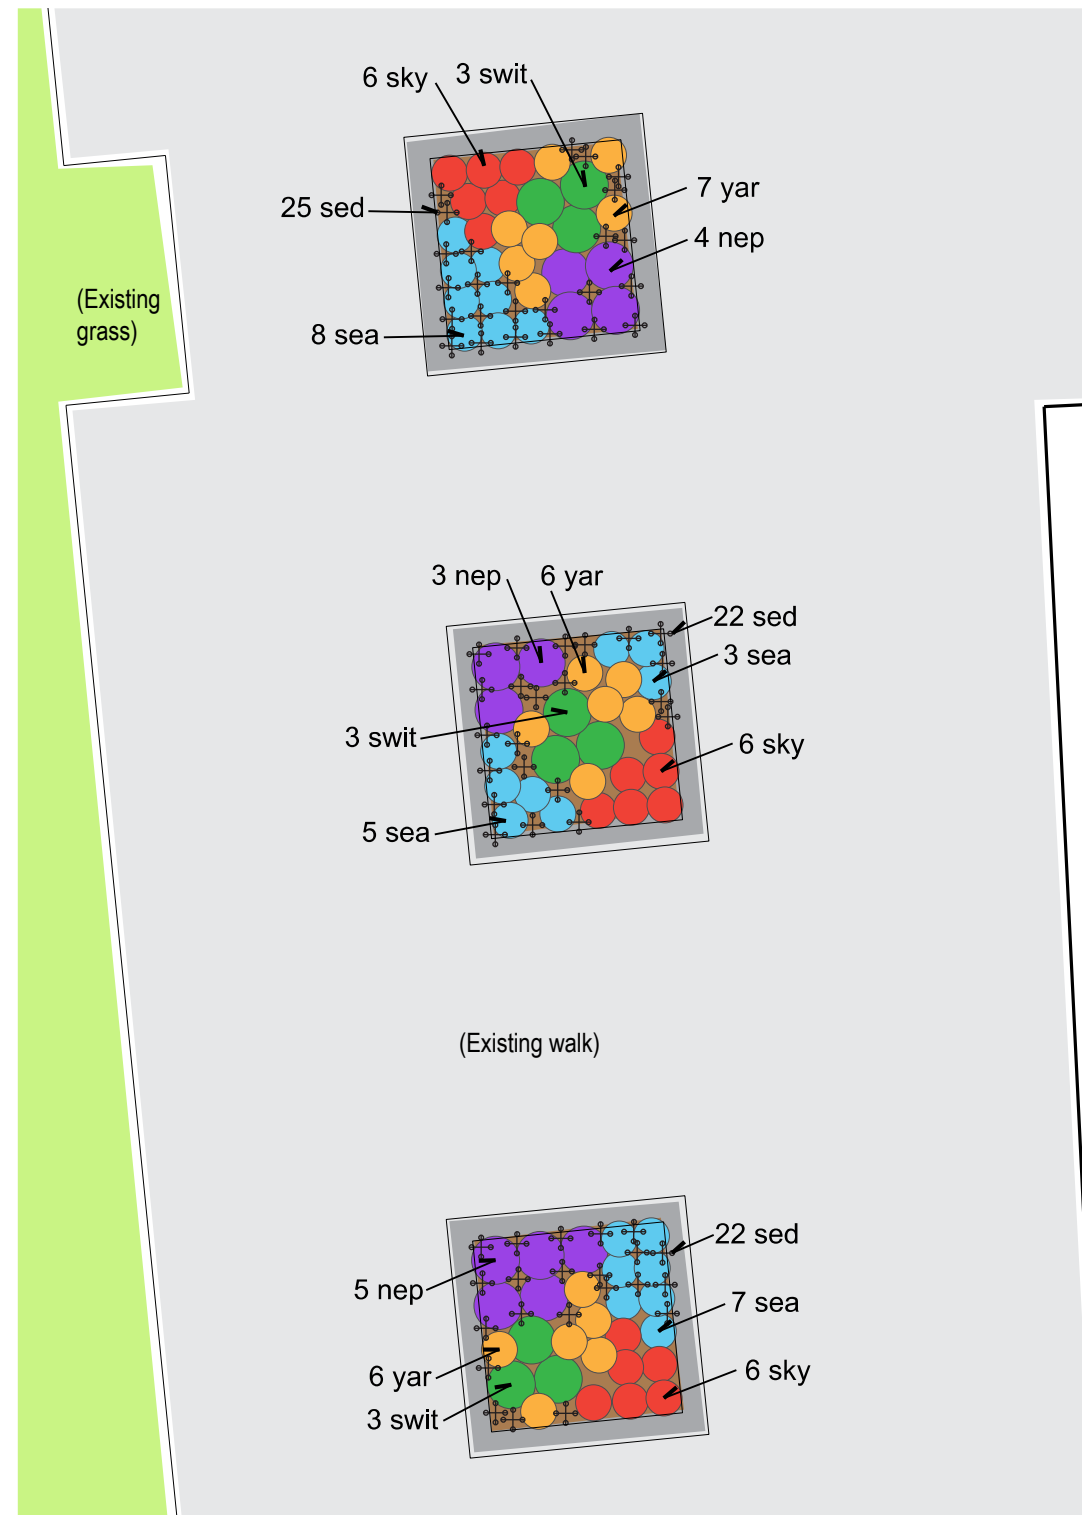 6 sky
3 swit
7 yar
25 sed
4 nep
(Existing
grass)
8 sea
3 nep
6 yar
22 sed
3 sea
3 swit
6 sky
5 sea
(Existing walk)
22 sed
5 nep
7 sea
6 sky
6 yar
3 swit